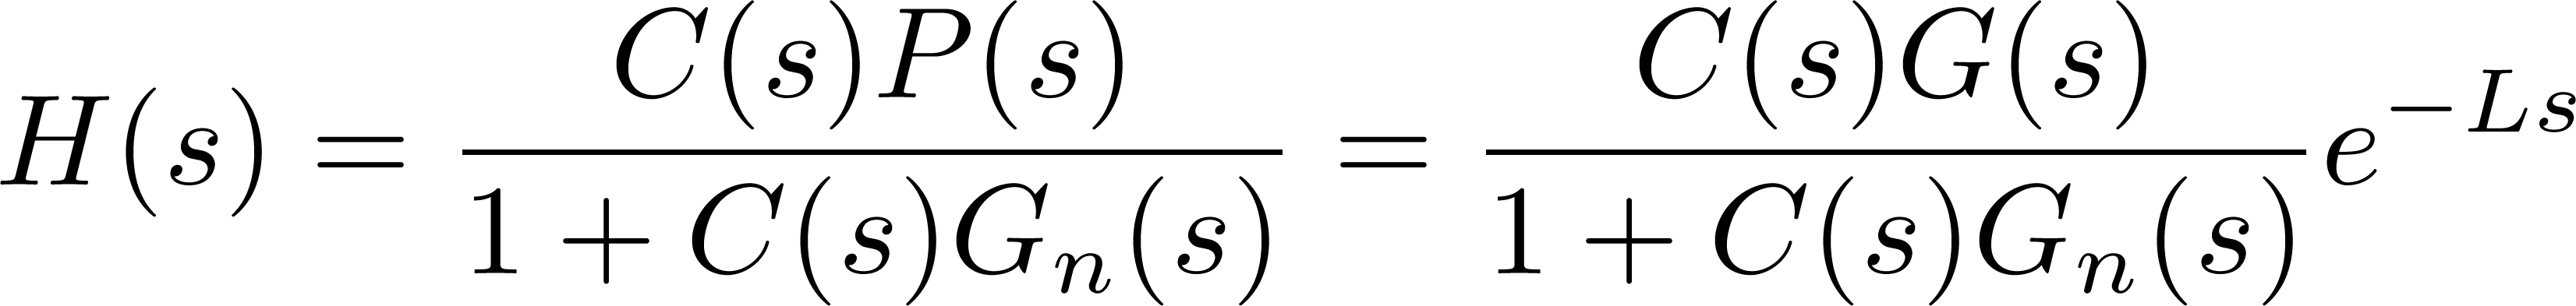 H(s) = \frac{C(s)P(s)}{1 + C(s)G_n(s)} = \frac{C(s)G(s)}{1 + C(s)G_n(s)} e^{-Ls}